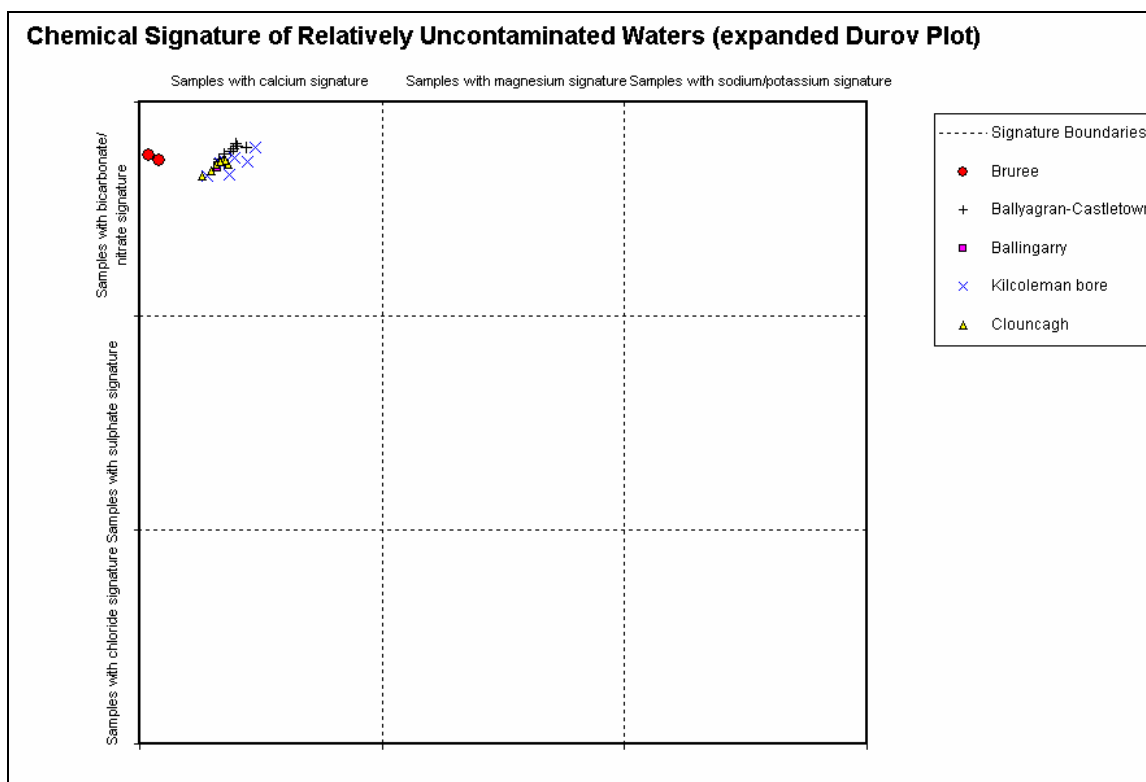 Chemical Signature of Relatively Uncontaminated Waters (expanded Durov Plot)
Samples with calcium signature
Samples with magnesium signature
Samples with sodium/potassium signature
Samples with bicarbonate/
nitrate signature
Samples with sulphate signature
Samples with chloride signature
Signature Boundaries
Bruree
Ballyagran-Castletown
Ballingarry
Kilcoleman bore
Clouncagh